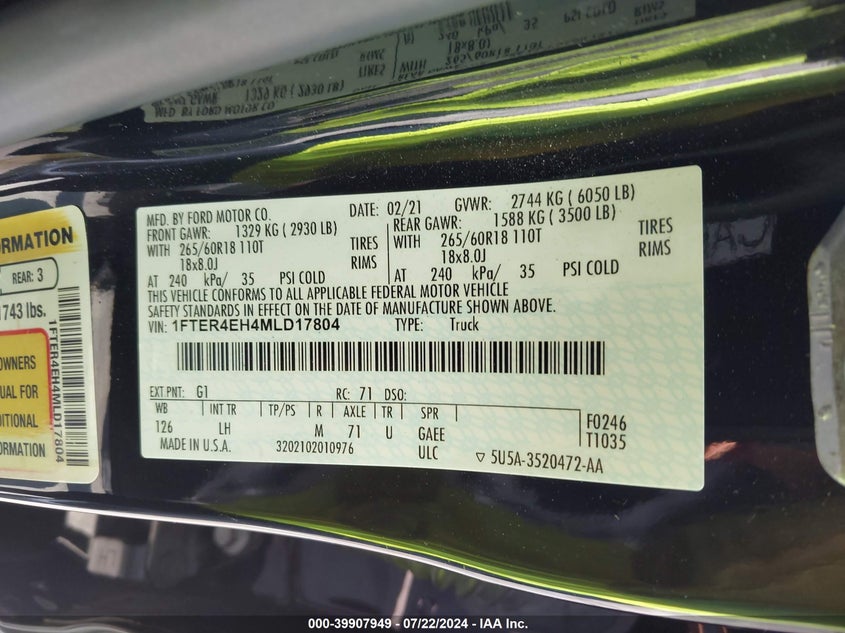 MFD. BY FORD MOTOR CO. DATE: 02/21 GVWR: 2744 KG ( 6050 LB)
FRONT GAWR: 1329 KG ( 2930 LB) REAR GAWR: 1588 KG ( 3500 LB)
WITH 265/60R18 110T TIRES WITH 265/60R18 110T TIRES
18x8.0J RIMS 18x8.0J RIMS
AT 240 kPa/ 35 PSI COLD AT 240 kPa/ 35 PSI COLD
THIS VEHICLE CONFORMS TO ALL APPLICABLE FEDERAL MOTOR VEHICLE
SAFETY STANDARDS IN EFFECT ON THE DATE OF MANUFACTURE SHOWN ABOVE.
VIN: 1FTER4EH4MLD17804 TYPE: Truck
EXT PNT: G1 RC: 71 DSO:
WB INT TR TP/PS R AXLE TR SPR
126 LH M 71 U GAEE
ULC
F0246
T1035
MADE IN U.S.A. 3202102010976 ▽ 5U5A-3520472-AA
ORMATION
REAR: 3
1743 lbs.
OWNERS
UAL FOR
DITIONAL
ORMATION
1FTER4EH4MLD17804
000-39907949 - 07/22/2024 - IAA Inc.